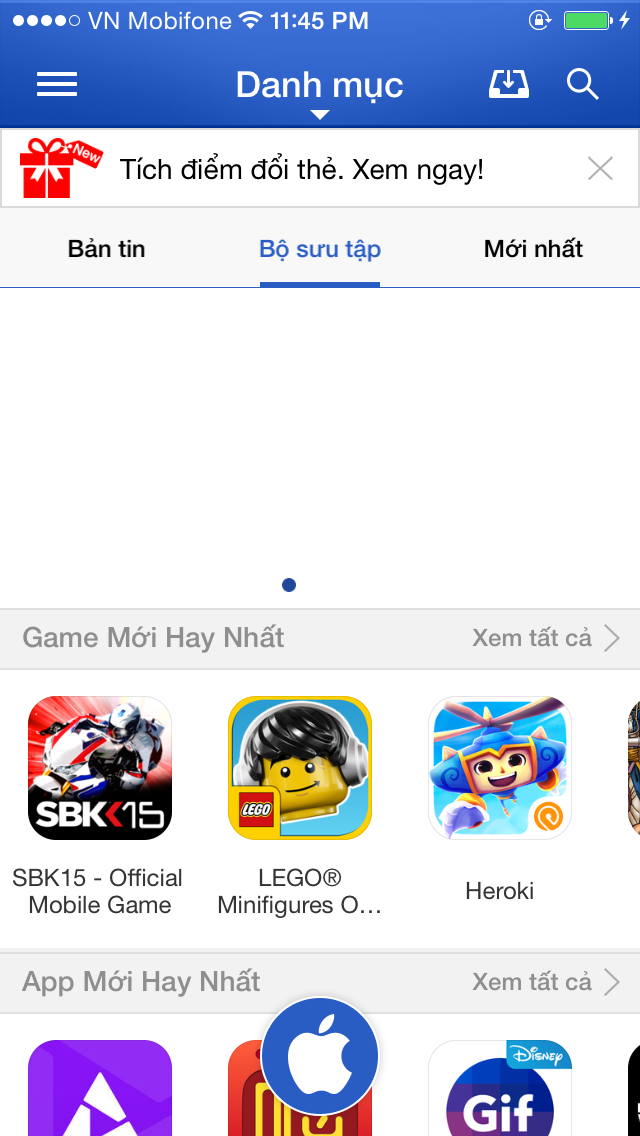 VN Mobifone 11:45 PM
Danh mục
New
Tích điểm đổi thẻ. Xem ngay!
Bản tin Bộ sưu tập Mới nhất
Game Mới Hay Nhất Xem tất cả
SBK15
LEGO
SBK15 - Official
Mobile Game
LEGO®
Minifigures O...
Heroki
App Mới Hay Nhất Xem tất cả
Disney
Gif